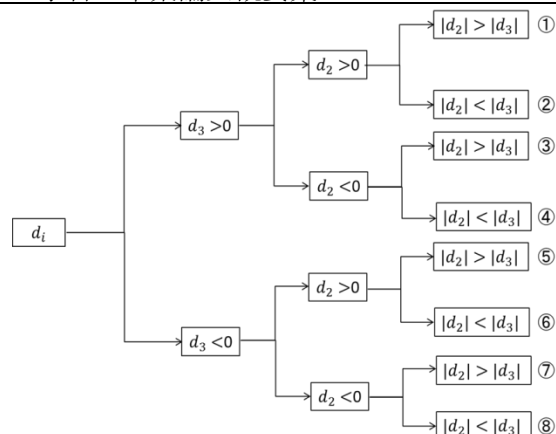 |d₂| > |d₃| ①
d₂ >0
|d₂| < |d₃| ②
d₃ >0
|d₂| > |d₃| ③
d₂ <0
|d₂| < |d₃| ④
dᵢ
|d₂| > |d₃| ⑤
d₂ >0
|d₂| < |d₃| ⑥
d₃ <0
|d₂| > |d₃| ⑦
d₂ <0
|d₂| < |d₃| ⑧